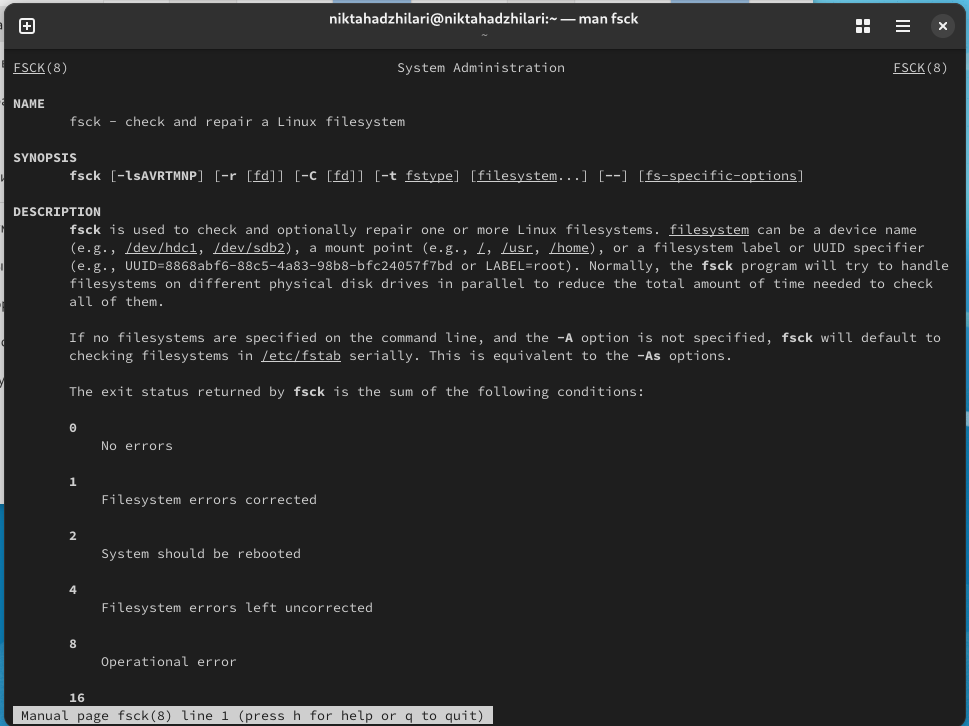 niktahadzhilari@niktahadzhilari:~ — man fsck
~
FSCK(8) System Administration FSCK(8)
NAME
fsck - check and repair a Linux filesystem
SYNOPSIS
fsck [-lsAVRTMNP] [-r [fd]] [-C [fd]] [-t fstype] [filesystem...] [--] [fs-specific-options]
DESCRIPTION
fsck is used to check and optionally repair one or more Linux filesystems. filesystem can be a device name
(e.g., /dev/hdc1, /dev/sdb2), a mount point (e.g., /, /usr, /home), or a filesystem label or UUID specifier
(e.g., UUID=8868abf6-88c5-4a83-98b8-bfc24057f7bd or LABEL=root). Normally, the fsck program will try to handle
filesystems on different physical disk drives in parallel to reduce the total amount of time needed to check
all of them.
If no filesystems are specified on the command line, and the -A option is not specified, fsck will default to
checking filesystems in /etc/fstab serially. This is equivalent to the -As options.
The exit status returned by fsck is the sum of the following conditions:
0
No errors
1
Filesystem errors corrected
2
System should be rebooted
4
Filesystem errors left uncorrected
8
Operational error
16
Manual page fsck(8) line 1 (press h for help or q to quit)